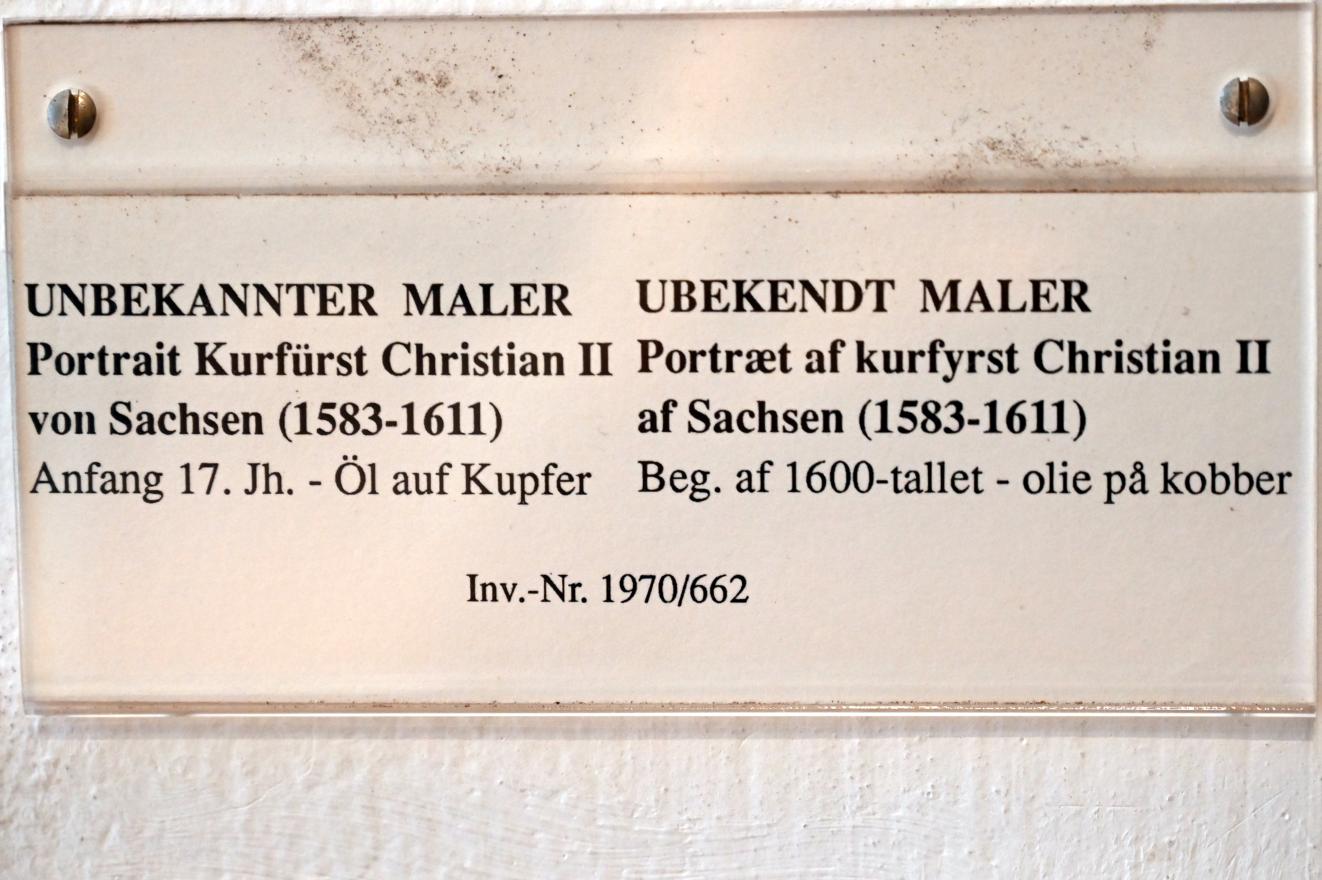 UNBEKANNTER MALER
Portrait Kurfürst Christian II
von Sachsen (1583-1611)
Anfang 17. Jh. - Öl auf Kupfer
UBEKENDT MALER
Portræt af kurfyrst Christian II
af Sachsen (1583-1611)
Beg. af 1600-tallet - olie på kobber
Inv.-Nr. 1970/662